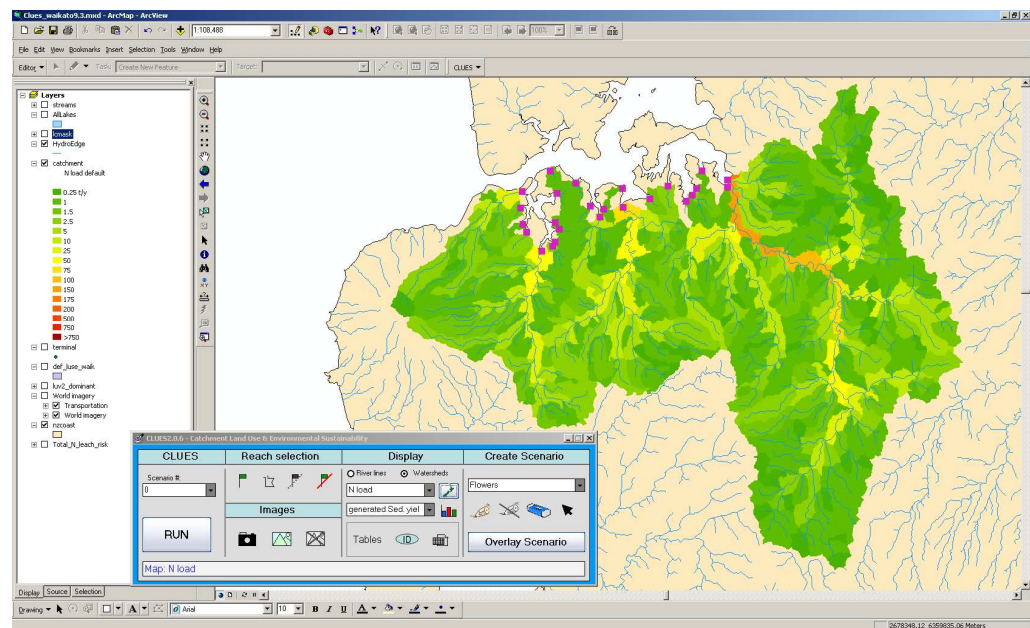 Clues_waikato9.3.mxd - ArcMap - ArcView
1:108,488
100%
File Edit View Bookmarks Insert Selection Tools Window Help
Editor Task: Create New Feature Target: CLUES
Layers
streams
AllLakes
lcmask
HydroEdge
catchment
N load default
0.25 t/y
1
1.5
2.5
5
10
25
50
75
100
150
175
200
500
750
>750
terminal
def_luse_waik
luv2_dominant
World imagery
Transportation
World imagery
nzcoast
Total_N_leach_risk
CLUES2.0.6 - Catchment Land Use & Environmental Sustainability
CLUES Reach selection Display Create Scenario
Scenario #:
0
River lines Watersheds
N load
Flowers
Images
generated Sed. yiel
RUN
Tables ID
Overlay Scenario
Map: N load
Display Source Selection
Drawing A Arial 10 B I U A
2678348.12 6359835.06 Meters